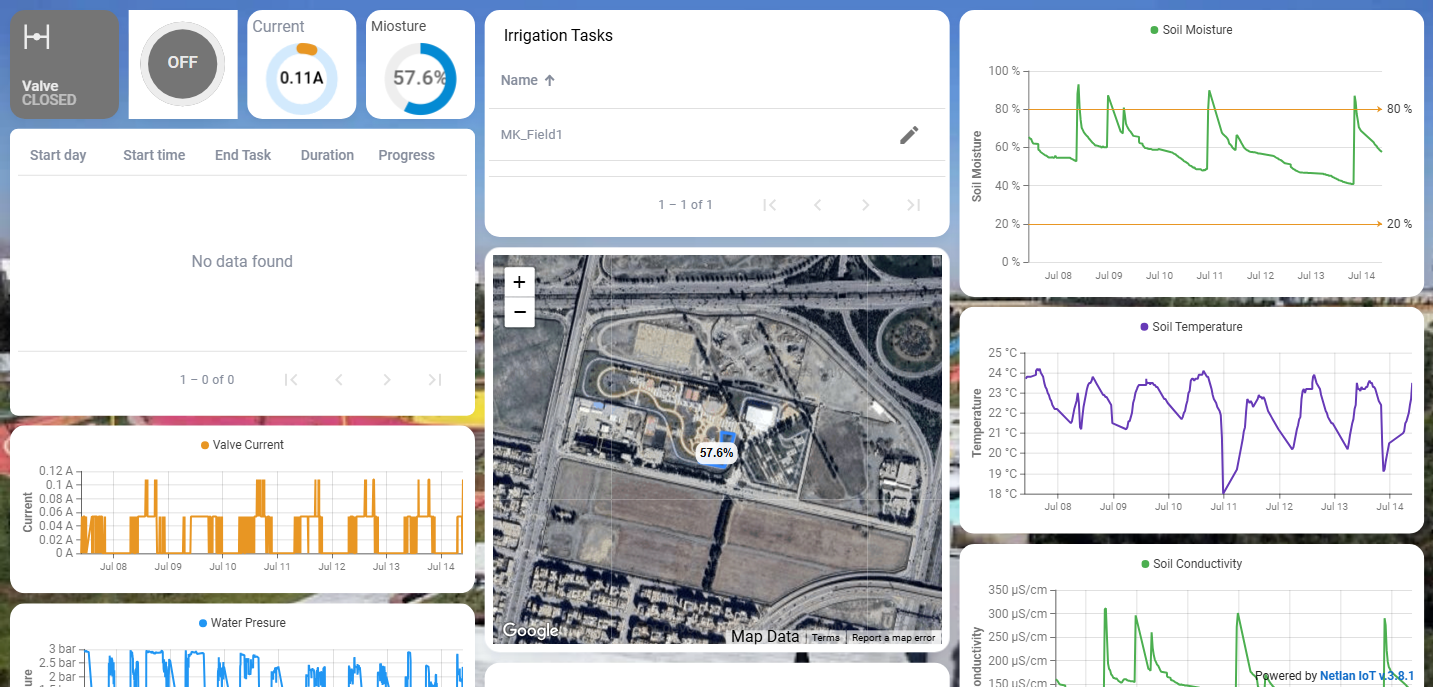 Valve
CLOSED
OFF
Current
0.11A
Miosture
57.6%
Start day Start time End Task Duration Progress
No data found
1 – 0 of 0
Valve Current
Current
0.12 A
0.1 A
0.08 A
0.06 A
0.04 A
0.02 A
0 A
Jul 08 Jul 09 Jul 10 Jul 11 Jul 12 Jul 13 Jul 14
Water Presure
3 bar
2.5 bar
2 bar
Irrigation Tasks
Name
MK_Field1
1 – 1 of 1
+
−
57.6%
Google
Map Data Terms Report a map error
Soil Moisture
Soil Moisture
100 %
80 %
60 %
40 %
20 %
0 %
80 %
20 %
Jul 08 Jul 09 Jul 10 Jul 11 Jul 12 Jul 13 Jul 14
Soil Temperature
Temperature
25 °C
24 °C
23 °C
22 °C
21 °C
20 °C
19 °C
18 °C
Jul 08 Jul 09 Jul 10 Jul 11 Jul 12 Jul 13 Jul 14
Soil Conductivity
350 µS/cm
300 µS/cm
250 µS/cm
200 µS/cm
150 µS/cm
Powered by Netlan IoT v.3.8.1